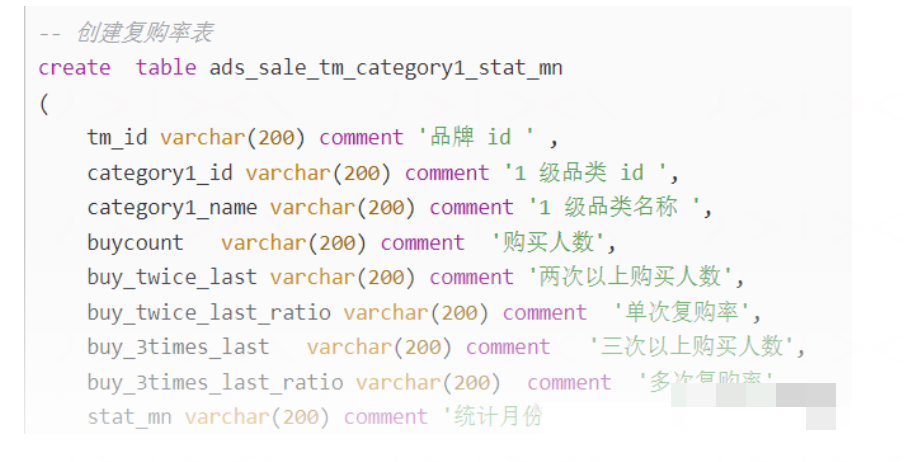 -- 创建复购率表
create  table ads_sale_tm_category1_stat_mn
(
    tm_id varchar(200) comment '品牌 id ' ,
    category1_id varchar(200) comment '1 级品类 id ',
    category1_name varchar(200) comment '1 级品类名称 ',
    buycount   varchar(200) comment  '购买人数',
    buy_twice_last varchar(200) comment '两次以上购买人数',
    buy_twice_last_ratio varchar(200) comment  '单次复购率',
    buy_3times_last   varchar(200) comment   '三次以上购买人数',
    buy_3times_last_ratio varchar(200)  comment  '多次复购率'
    stat_mn varchar(200) comment '统计月份